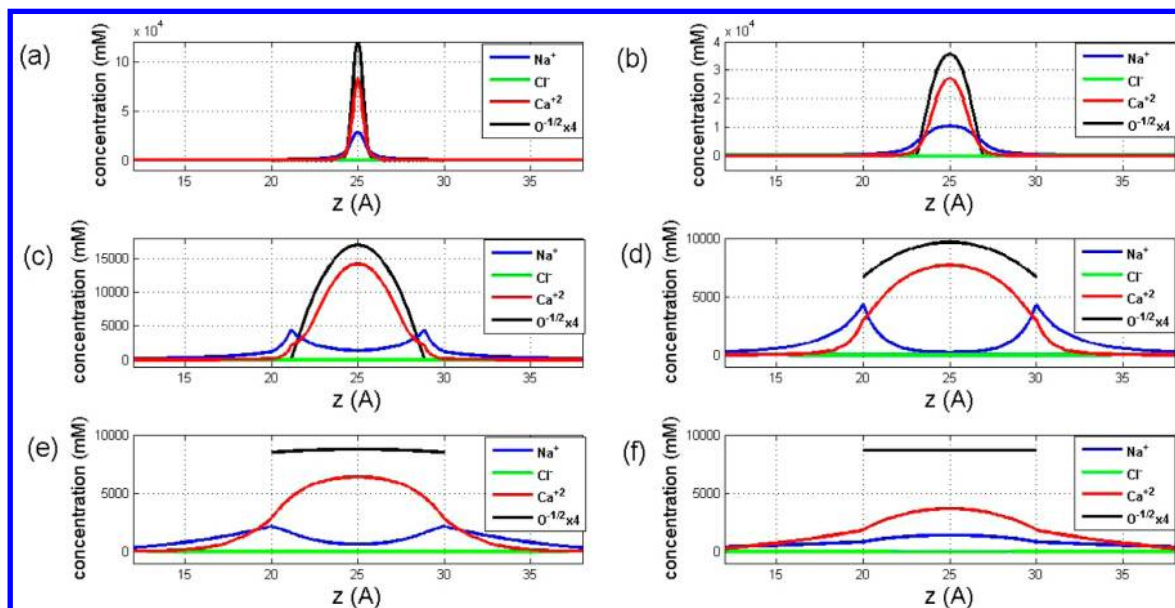 (a)
x 10⁴
concentration (mM)
10
5
0
15 20 25 30 35
z (A)
Na⁺
Cl⁻
Ca⁺²
O⁻¹/²x4
(b)
x 10⁴
concentration (mM)
4
3
2
1
0
15 20 25 30 35
z (A)
Na⁺
Cl⁻
Ca⁺²
O⁻¹/²x4
(c)
concentration (mM)
15000
10000
5000
0
15 20 25 30 35
z (A)
Na⁺
Cl⁻
Ca⁺²
O⁻¹/²x4
(d)
concentration (mM)
10000
5000
0
15 20 25 30 35
z (A)
Na⁺
Cl⁻
Ca⁺²
O⁻¹/²x4
(e)
concentration (mM)
10000
5000
0
15 20 25 30 35
z (A)
Na⁺
Cl⁻
Ca⁺²
O⁻¹/²x4
(f)
concentration (mM)
10000
5000
0
15 20 25 30 35
z (A)
Na⁺
Cl⁻
Ca⁺²
O⁻¹/²x4